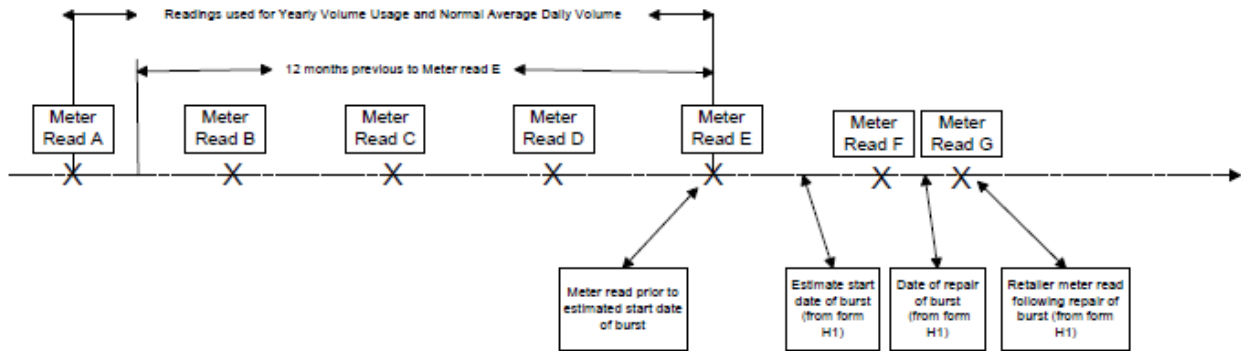 Readings used for Yearly Volume Usage and Normal Average Daily Volume
12 months previous to Meter read E
Meter
Read A
Meter
Read B
Meter
Read C
Meter
Read D
Meter
Read E
Meter
Read F
Meter
Read G
X
X
X
X
X
X
X
Meter read prior to
estimated start date
of burst
Estimate start
date of burst
(from form
H1)
Date of repair
of burst
(from form
H1)
Retailer meter read
following repair of
burst (from form
H1)